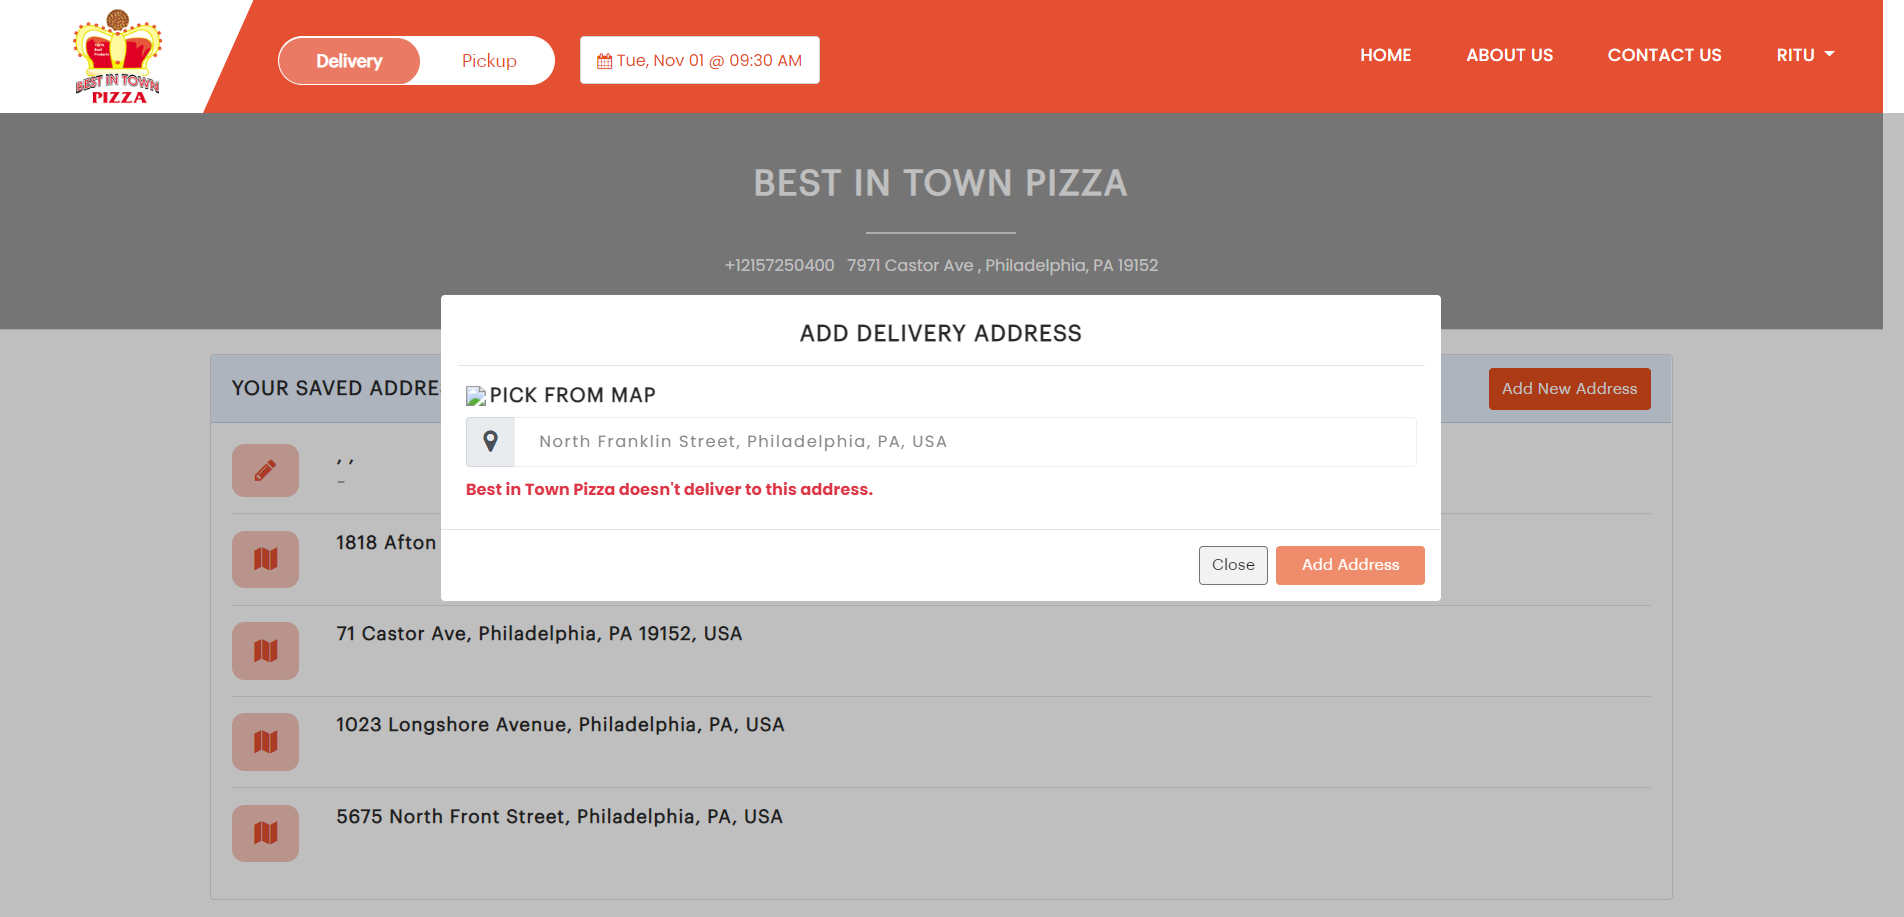 BEST IN TOWN
PIZZA
Delivery
Pickup
Tue, Nov 01 @ 09:30 AM
HOME
ABOUT US
CONTACT US
RITU
BEST IN TOWN PIZZA
+12157250400 7971 Castor Ave , Philadelphia, PA 19152
ADD DELIVERY ADDRESS
PICK FROM MAP
North Franklin Street, Philadelphia, PA, USA
Best in Town Pizza doesn't deliver to this address.
Close
Add Address
YOUR SAVED ADDRE
Add New Address
, ,
-
1818 Afton
71 Castor Ave, Philadelphia, PA 19152, USA
1023 Longshore Avenue, Philadelphia, PA, USA
5675 North Front Street, Philadelphia, PA, USA